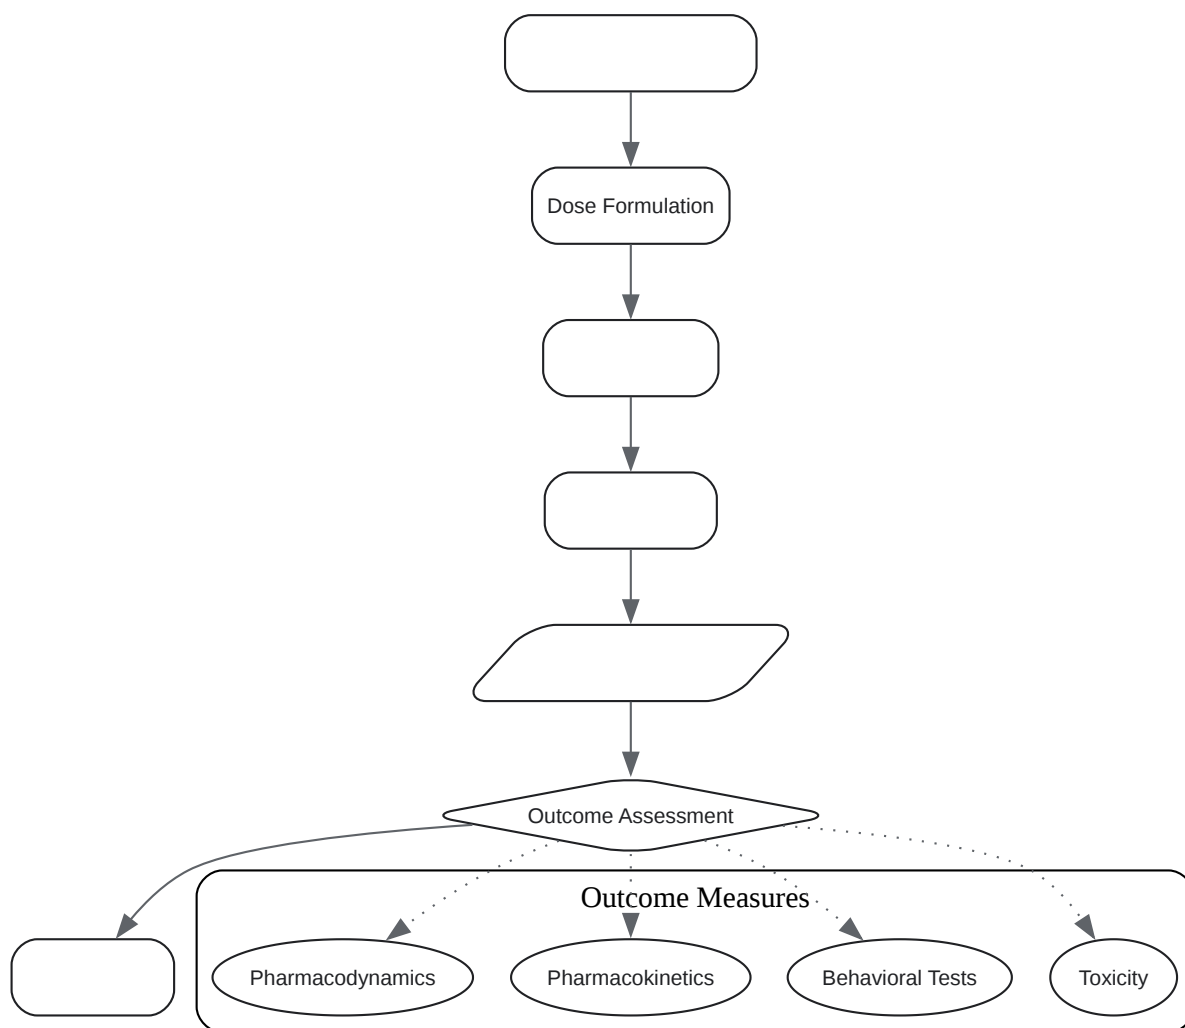 Dose Formulation
Outcome Assessment
Outcome Measures
Pharmacodynamics
Pharmacokinetics
Behavioral Tests
Toxicity